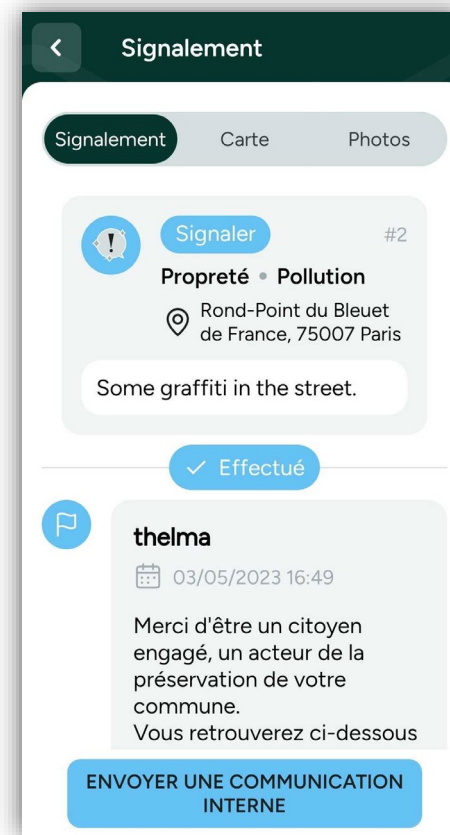 Signalement
Signalement
Carte
Photos
Signaler
#2
Propreté • Pollution
Rond-Point du Bleuet
de France, 75007 Paris
Some graffiti in the street.
Effectué
thelma
03/05/2023 16:49
Merci d'être un citoyen
engagé, un acteur de la
préservation de votre
commune.
Vous retrouverez ci-dessous
ENVOYER UNE COMMUNICATION
INTERNE